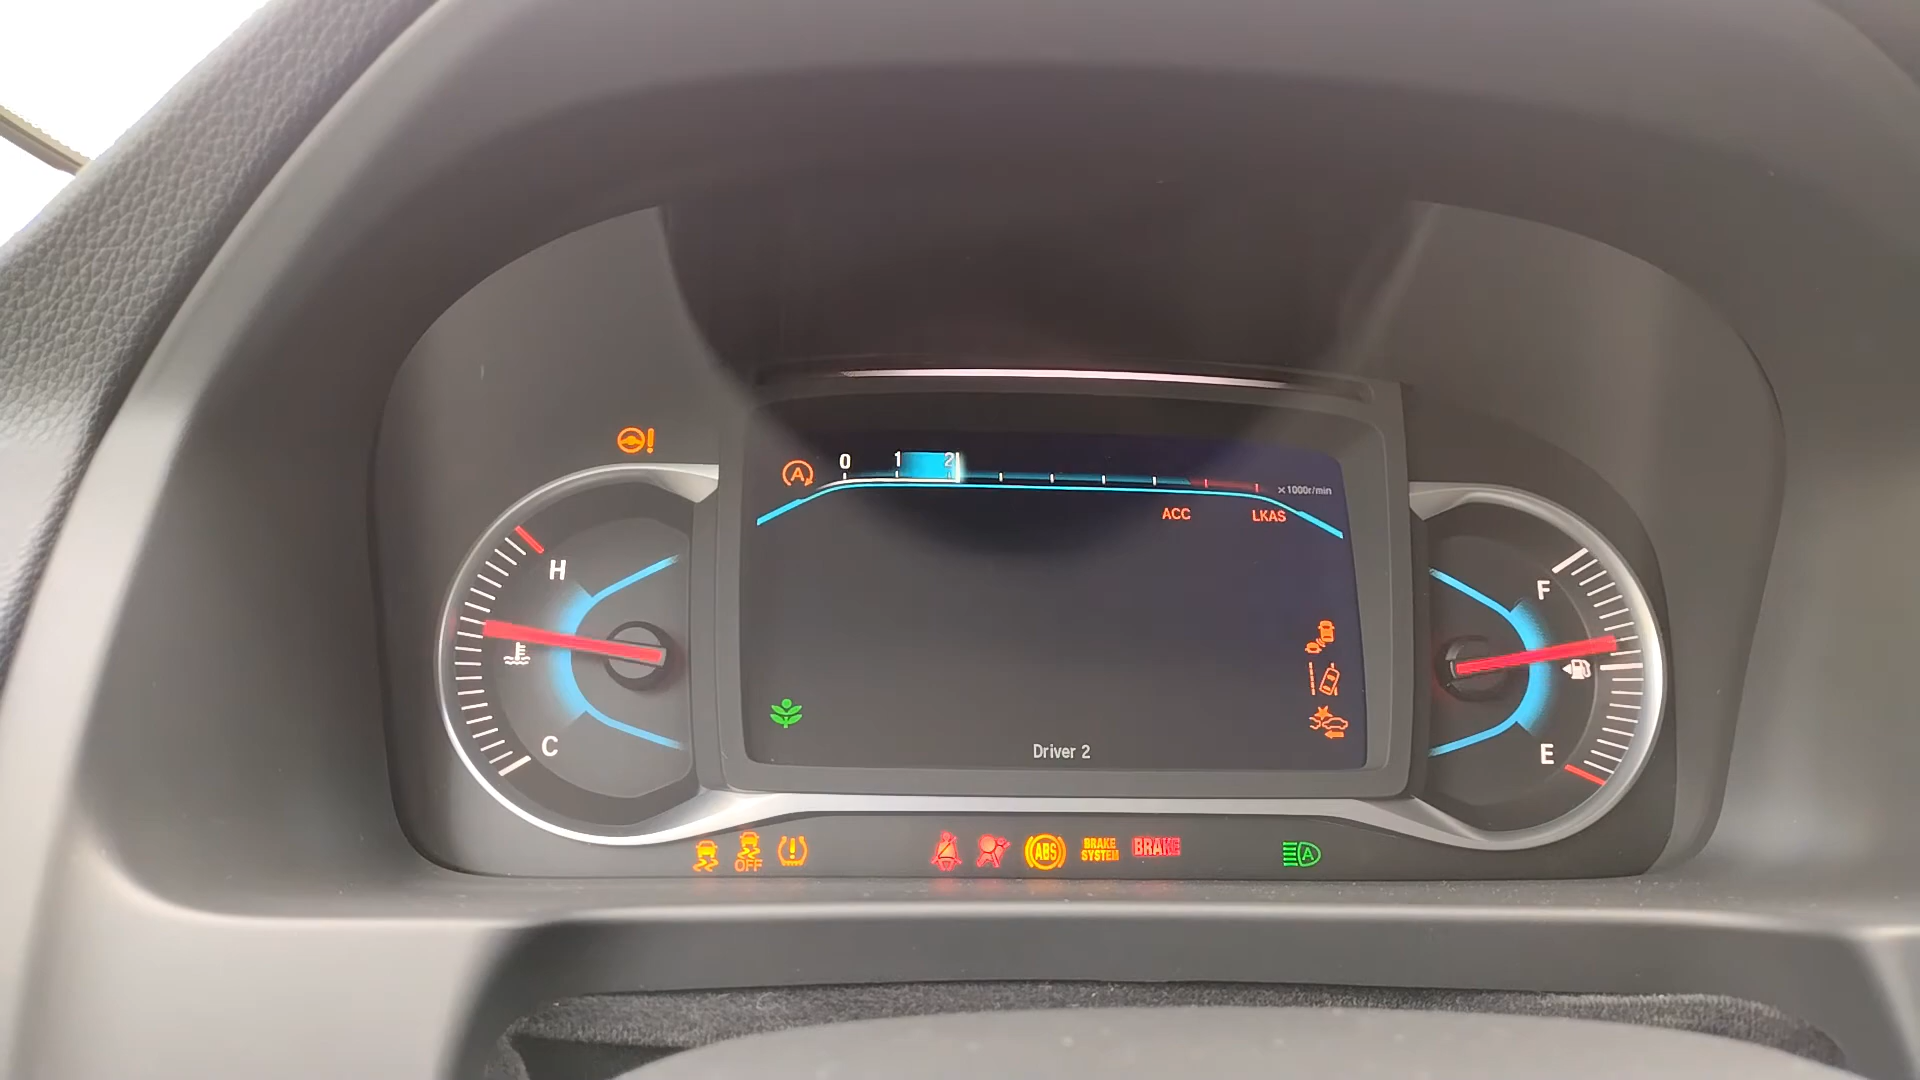 0 1 2
A
×1000r/min
ACC
LKAS
H
C
F
E
Driver 2
OFF
ABS
BRAKE
SYSTEM
BRAKE
A